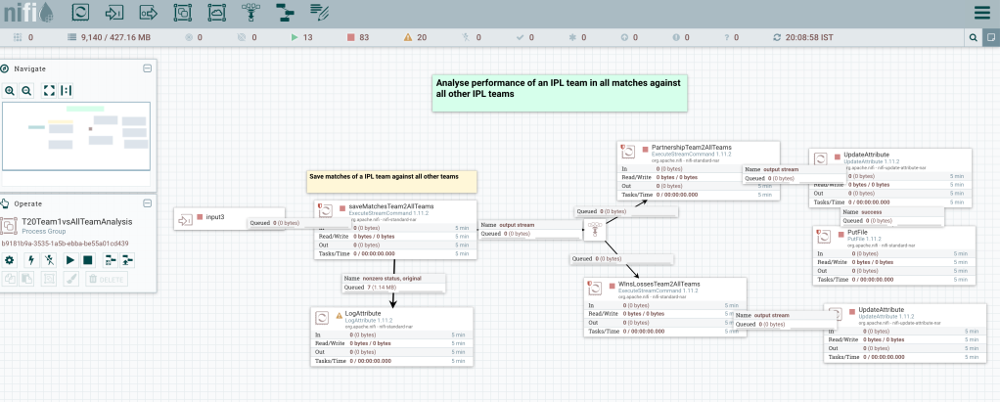 nifi
0
9,140 / 427.16 MB
0
0
13
83
20
0
0
0
0
0
0
20:08:58 IST
Navigate
Operate
T20Team1vsAllTeamAnalysis
Process Group
b9181b9a-3535-1a5b-ebba-be55a01cd439
DELETE
Analyse performance of an IPL team in all matches against
all other IPL teams
Save matches of a IPL team against all other teams
input3
Queued 0 (0 bytes)
saveMatchesTeam2AllTeams
ExecuteStreamCommand 1.11.2
org.apache.nifi - nifi-standard-nar
In 0 (0 bytes) 5 min
Read/Write 0 bytes / 0 bytes 5 min
Out 0 (0 bytes) 5 min
Tasks/Time 0 / 00:00:00.000 5 min
Name nonzero status, original
Queued 7 (1.14 MB)
LogAttribute
LogAttribute 1.11.2
org.apache.nifi - nifi-standard-nar
In 0 (0 bytes) 5 min
Read/Write 0 bytes / 0 bytes 5 min
Out 0 (0 bytes) 5 min
Tasks/Time 0 / 00:00:00.000 5 min
Name output stream
Queued 0 (0 bytes)
Queued 0 (0 bytes)
Queued 0 (0 bytes)
PartnershipTeam2AllTeams
ExecuteStreamCommand 1.11.2
org.apache.nifi - nifi-standard-nar
In 0 (0 bytes)
Read/Write 0 bytes / 0 bytes
Out 0 (0 bytes) 5 min
Tasks/Time 0 / 00:00:00.000 5 min
Name output stream
Queued 0 (0 bytes)
UpdateAttribute
UpdateAttribute 1.11.2
org.apache.nifi - nifi-update-attribute-nar
0 (0 bytes) 5 min
Read/Write 0 bytes / 0 bytes 5 min
Out 0 (0 bytes) 5 min
Tasks/Time 0 / 00:00:00.000 5 min
Name success
Queued 0 (0 bytes)
PutFile
PutFile 1.11.2
org.apache.nifi - nifi-standard-nar
In 0 (0 bytes) 5 min
Read/Write 0 bytes / 0 bytes 5 min
Out 0 (0 bytes) 5 min
Tasks/Time 0 / 00:00:00.000 5 min
WinsLossesTeam2AllTeams
ExecuteStreamCommand 1.11.2
org.apache.nifi - nifi-standard-nar
In 0 (0 bytes) 5 min
Read/Write 0 bytes / 0 bytes
Out 0 (0 bytes)
Tasks/Time 0 / 00:00:00.000 5 min
Name output stream
Queued 0 (0 bytes)
UpdateAttribute
UpdateAttribute 1.11.2
org.apache.nifi - nifi-update-attribute-nar
In 0 (0 bytes) 5 min
Read/Write 0 bytes / 0 bytes 5 min
Out 0 (0 bytes) 5 min
Tasks/Time 0 / 00:00:00.000 5 min